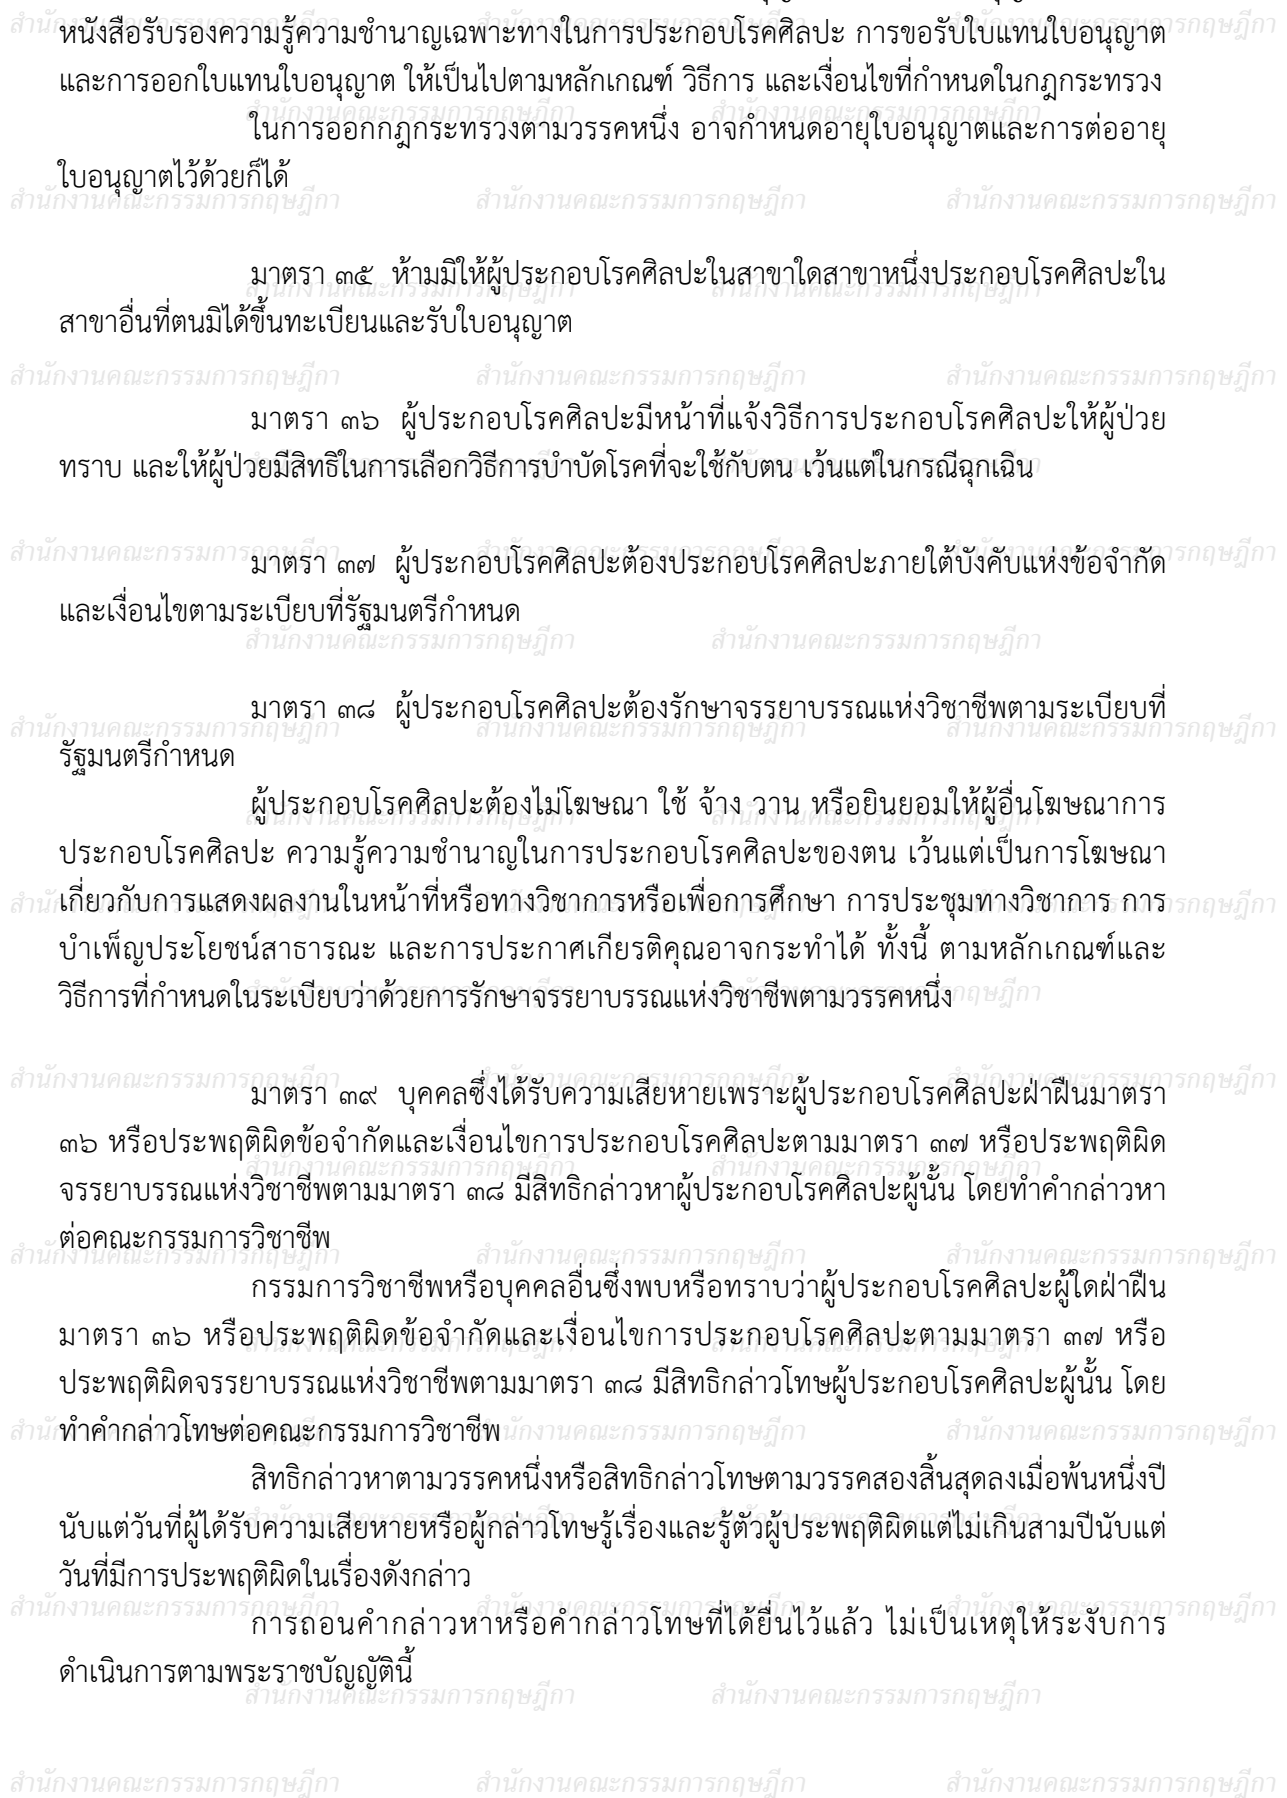 หนังสือรับรองความรู้ความชำนาญเฉพาะทางในการประกอบโรคศิลปะ การขอรับใบแทนใบอนุญาต
และการออกใบแทนใบอนุญาต ให้เป็นไปตามหลักเกณฑ์ วิธีการ และเงื่อนไขที่กำหนดในกฎกระทรวง
ในการออกกฎกระทรวงตามวรรคหนึ่ง อาจกำหนดอายุใบอนุญาตและการต่ออายุ
ใบอนุญาตไว้ด้วยก็ได้
มาตรา ๓๕ ห้ามมิให้ผู้ประกอบโรคศิลปะในสาขาใดสาขาหนึ่งประกอบโรคศิลปะใน
สาขาอื่นที่ตนมิได้ขึ้นทะเบียนและรับใบอนุญาต
มาตรา ๓๖ ผู้ประกอบโรคศิลปะมีหน้าที่แจ้งวิธีการประกอบโรคศิลปะให้ผู้ป่วย
ทราบ และให้ผู้ป่วยมีสิทธิในการเลือกวิธีการบำบัดโรคที่จะใช้กับตน เว้นแต่ในกรณีฉุกเฉิน
มาตรา ๓๗ ผู้ประกอบโรคศิลปะต้องประกอบโรคศิลปะภายใต้บังคับแห่งข้อจำกัด
และเงื่อนไขตามระเบียบที่รัฐมนตรีกำหนด
มาตรา ๓๘ ผู้ประกอบโรคศิลปะต้องรักษาจรรยาบรรณแห่งวิชาชีพตามระเบียบที่
รัฐมนตรีกำหนด
ผู้ประกอบโรคศิลปะต้องไม่โฆษณา ใช้ จ้าง วาน หรือยินยอมให้ผู้อื่นโฆษณาการ
ประกอบโรคศิลปะ ความรู้ความชำนาญในการประกอบโรคศิลปะของตน เว้นแต่เป็นการโฆษณา
เกี่ยวกับการแสดงผลงานในหน้าที่หรือทางวิชาการหรือเพื่อการศึกษา การประชุมทางวิชาการ การ
บำเพ็ญประโยชน์สาธารณะ และการประกาศเกียรติคุณอาจกระทำได้ ทั้งนี้ ตามหลักเกณฑ์และ
วิธีการที่กำหนดในระเบียบว่าด้วยการรักษาจรรยาบรรณแห่งวิชาชีพตามวรรคหนึ่ง
มาตรา ๓๙ บุคคลซึ่งได้รับความเสียหายเพราะผู้ประกอบโรคศิลปะฝ่าฝืนมาตรา
๓๖ หรือประพฤติผิดข้อจำกัดและเงื่อนไขการประกอบโรคศิลปะตามมาตรา ๓๗ หรือประพฤติผิด
จรรยาบรรณแห่งวิชาชีพตามมาตรา ๓๘ มีสิทธิกล่าวหาผู้ประกอบโรคศิลปะผู้นั้น โดยทำคำกล่าวหา
ต่อคณะกรรมการวิชาชีพ
กรรมการวิชาชีพหรือบุคคลอื่นซึ่งพบหรือทราบว่าผู้ประกอบโรคศิลปะผู้ใดฝ่าฝืน
มาตรา ๓๖ หรือประพฤติผิดข้อจำกัดและเงื่อนไขการประกอบโรคศิลปะตามมาตรา ๓๗ หรือ
ประพฤติผิดจรรยาบรรณแห่งวิชาชีพตามมาตรา ๓๘ มีสิทธิกล่าวโทษผู้ประกอบโรคศิลปะผู้นั้น โดย
ทำคำกล่าวโทษต่อคณะกรรมการวิชาชีพ
สิทธิกล่าวหาตามวรรคหนึ่งหรือสิทธิกล่าวโทษตามวรรคสองสิ้นสุดลงเมื่อพ้นหนึ่งปี
นับแต่วันที่ผู้ได้รับความเสียหายหรือผู้กล่าวโทษรู้เรื่องและรู้ตัวผู้ประพฤติผิดแต่ไม่เกินสามปีนับแต่
วันที่มีการประพฤติผิดในเรื่องดังกล่าว
การถอนคำกล่าวหาหรือคำกล่าวโทษที่ได้ยื่นไว้แล้ว ไม่เป็นเหตุให้ระงับการ
ดำเนินการตามพระราชบัญญัตินี้
สำนักงานคณะกรรมการกฤษฎีกา สำนักงานคณะกรรมการกฤษฎีกา สำนักงานคณะกรรมการกฤษฎีกา